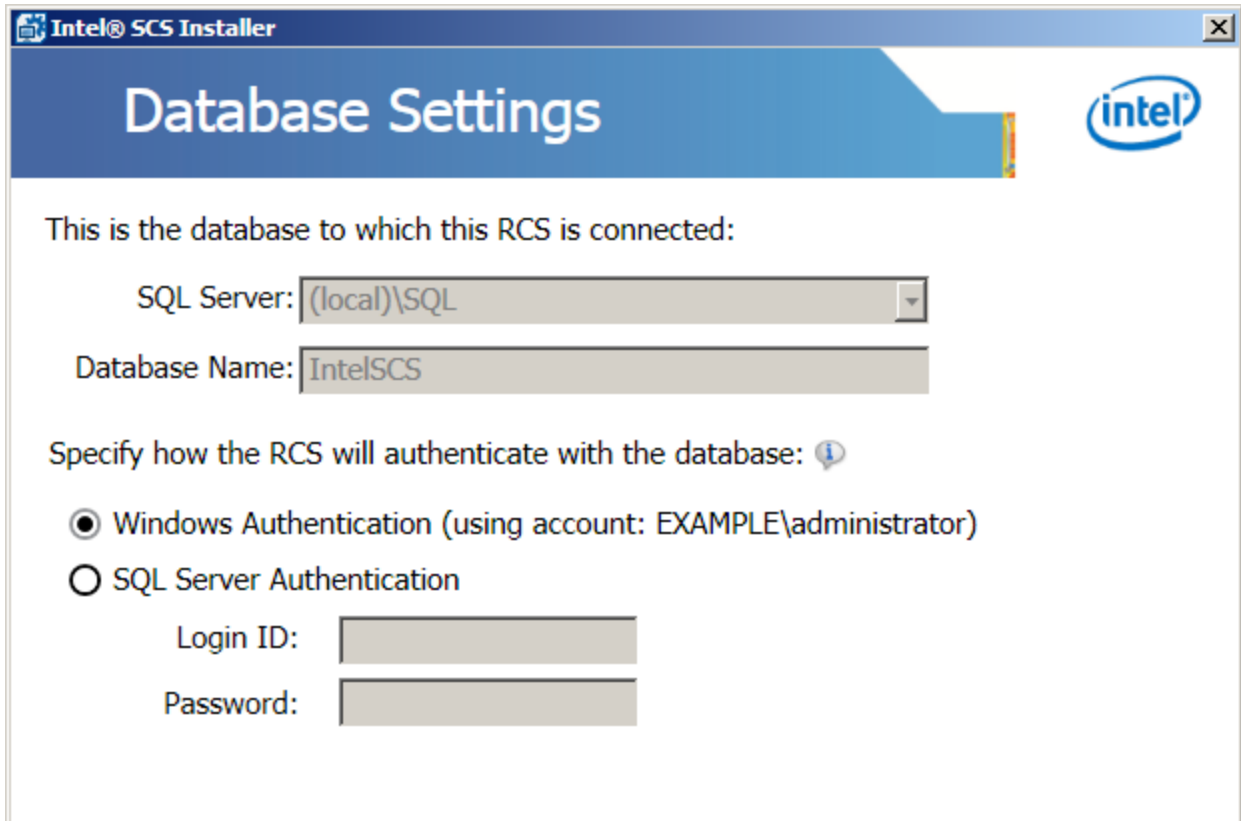 Intel® SCS Installer
Database Settings
intel®
This is the database to which this RCS is connected:
SQL Server: (local)\SQL
Database Name: IntelSCS
Specify how the RCS will authenticate with the database:
Windows Authentication (using account: EXAMPLE\administrator)
SQL Server Authentication
Login ID:
Password: